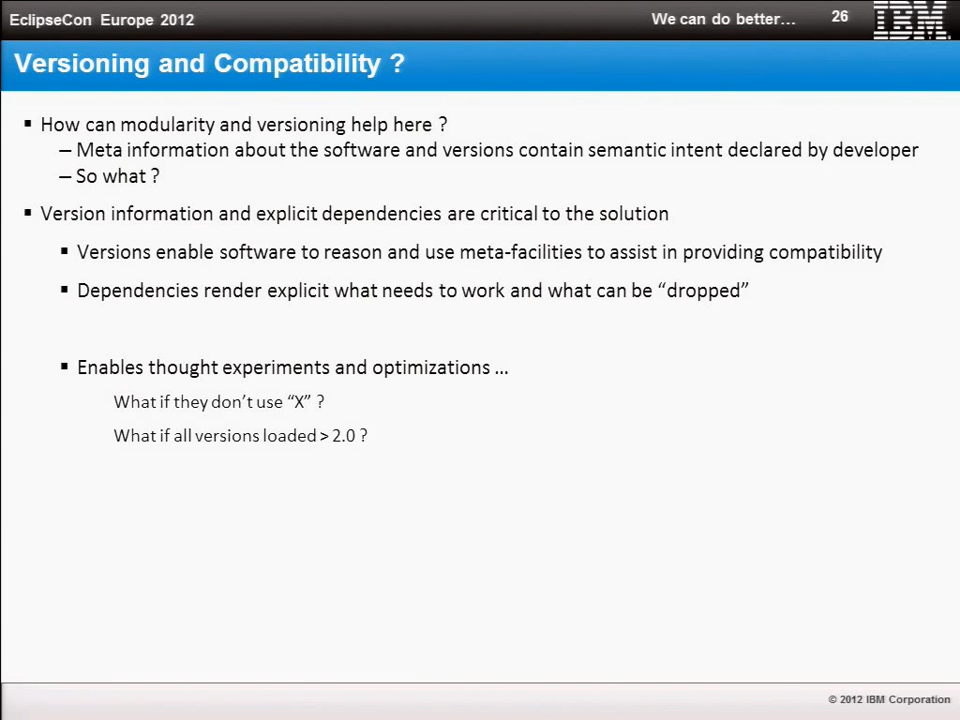 EclipseCon Europe 2012
We can do better…
26
IBM
Versioning and Compatibility ?
▪ How can modularity and versioning help here ?
– Meta information about the software and versions contain semantic intent declared by developer
– So what ?
▪ Version information and explicit dependencies are critical to the solution
▪ Versions enable software to reason and use meta-facilities to assist in providing compatibility
▪ Dependencies render explicit what needs to work and what can be “dropped”
▪ Enables thought experiments and optimizations …
What if they don’t use “X” ?
What if all versions loaded > 2.0 ?
© 2012 IBM Corporation